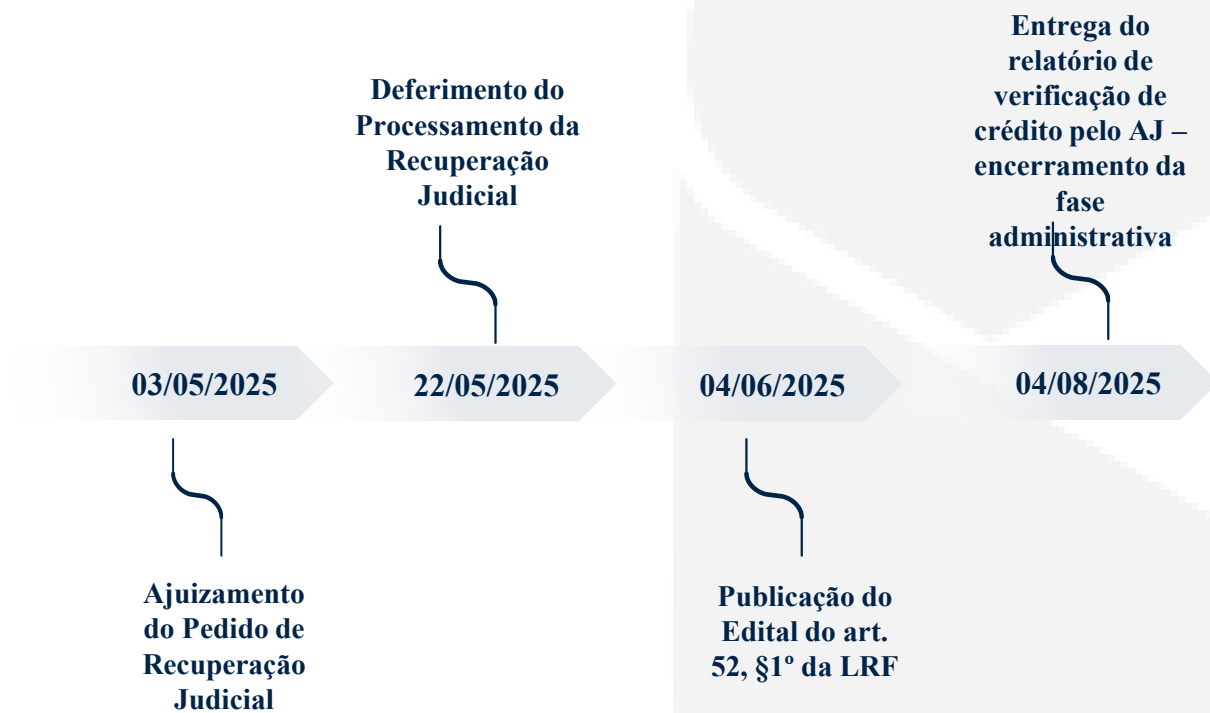 Entrega do
relatório de
verificação de
crédito pelo AJ –
encerramento da
fase
administrativa
Deferimento do
Processamento da
Recuperação
Judicial
03/05/2025
22/05/2025
04/06/2025
04/08/2025
Ajuizamento
do Pedido de
Recuperação
Judicial
Publicação do
Edital do art.
52, §1º da LRF